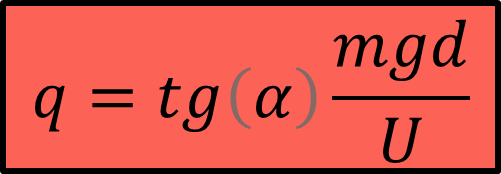 q = tg(α) mgd/U